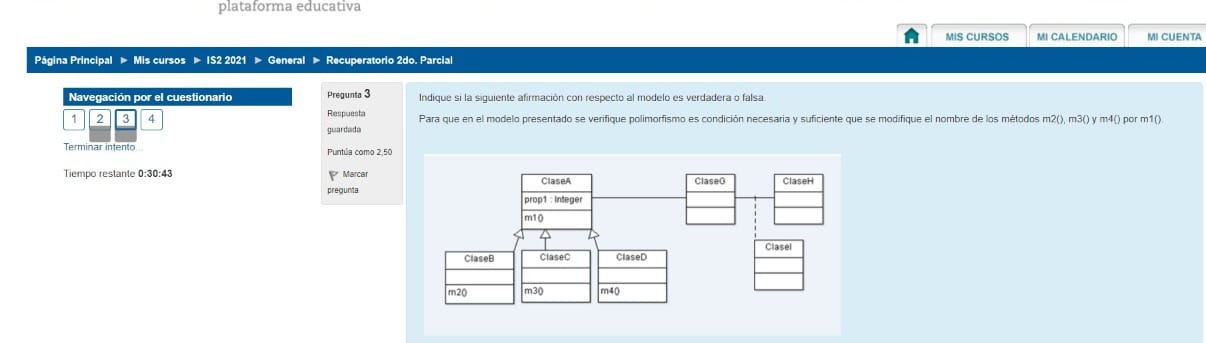 plataforma educativa
MIS CURSOS
MI CALENDARIO
MI CUENTA
Página Principal ► Mis cursos ► IS2 2021 ► General ► Recuperatorio 2do. Parcial
Navegación por el cuestionario
1 2 3 4
Terminar intento...
Tiempo restante 0:30:43
Pregunta 3
Respuesta
guardada
Puntúa como 2,50
Marcar
pregunta
Indique si la siguiente afirmación con respecto al modelo es verdadera o falsa.
Para que en el modelo presentado se verifique polimorfismo es condición necesaria y suficiente que se modifique el nombre de los métodos m2(), m3() y m4() por m1().
ClaseA
prop1 : Integer
m1()
ClaseG
ClaseH
ClaseI
ClaseB
m2()
ClaseC
m3()
ClaseD
m4()